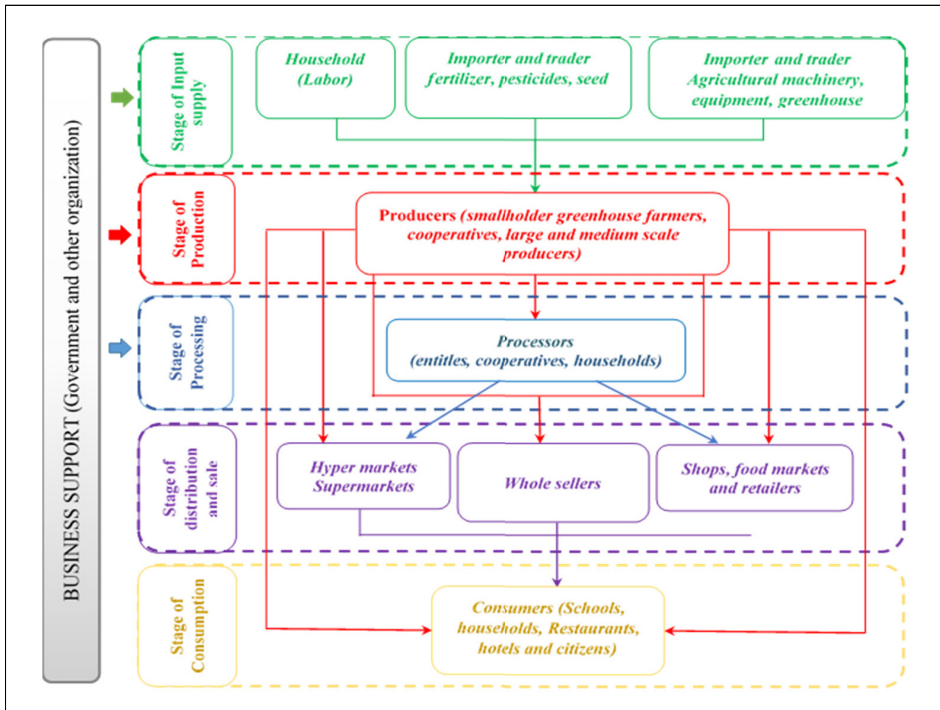 BUSINESS SUPPORT (Government and other organization)
Stage of Input
supply
Household
(Labor)
Importer and trader
fertilizer, pesticides, seed
Importer and trader
Agricultural machinery,
equipment, greenhouse
Stage of
Production
Producers (smallholder greenhouse farmers,
cooperatives, large and medium scale
producers)
Stage of
Processing
Processors
(entitles, cooperatives, households)
Stage of
distribution
and sale
Hyper markets
Supermarkets
Whole sellers
Shops, food markets
and retailers
Stage of
Consumption
Consumers (Schools,
households, Restaurants,
hotels and citizens)